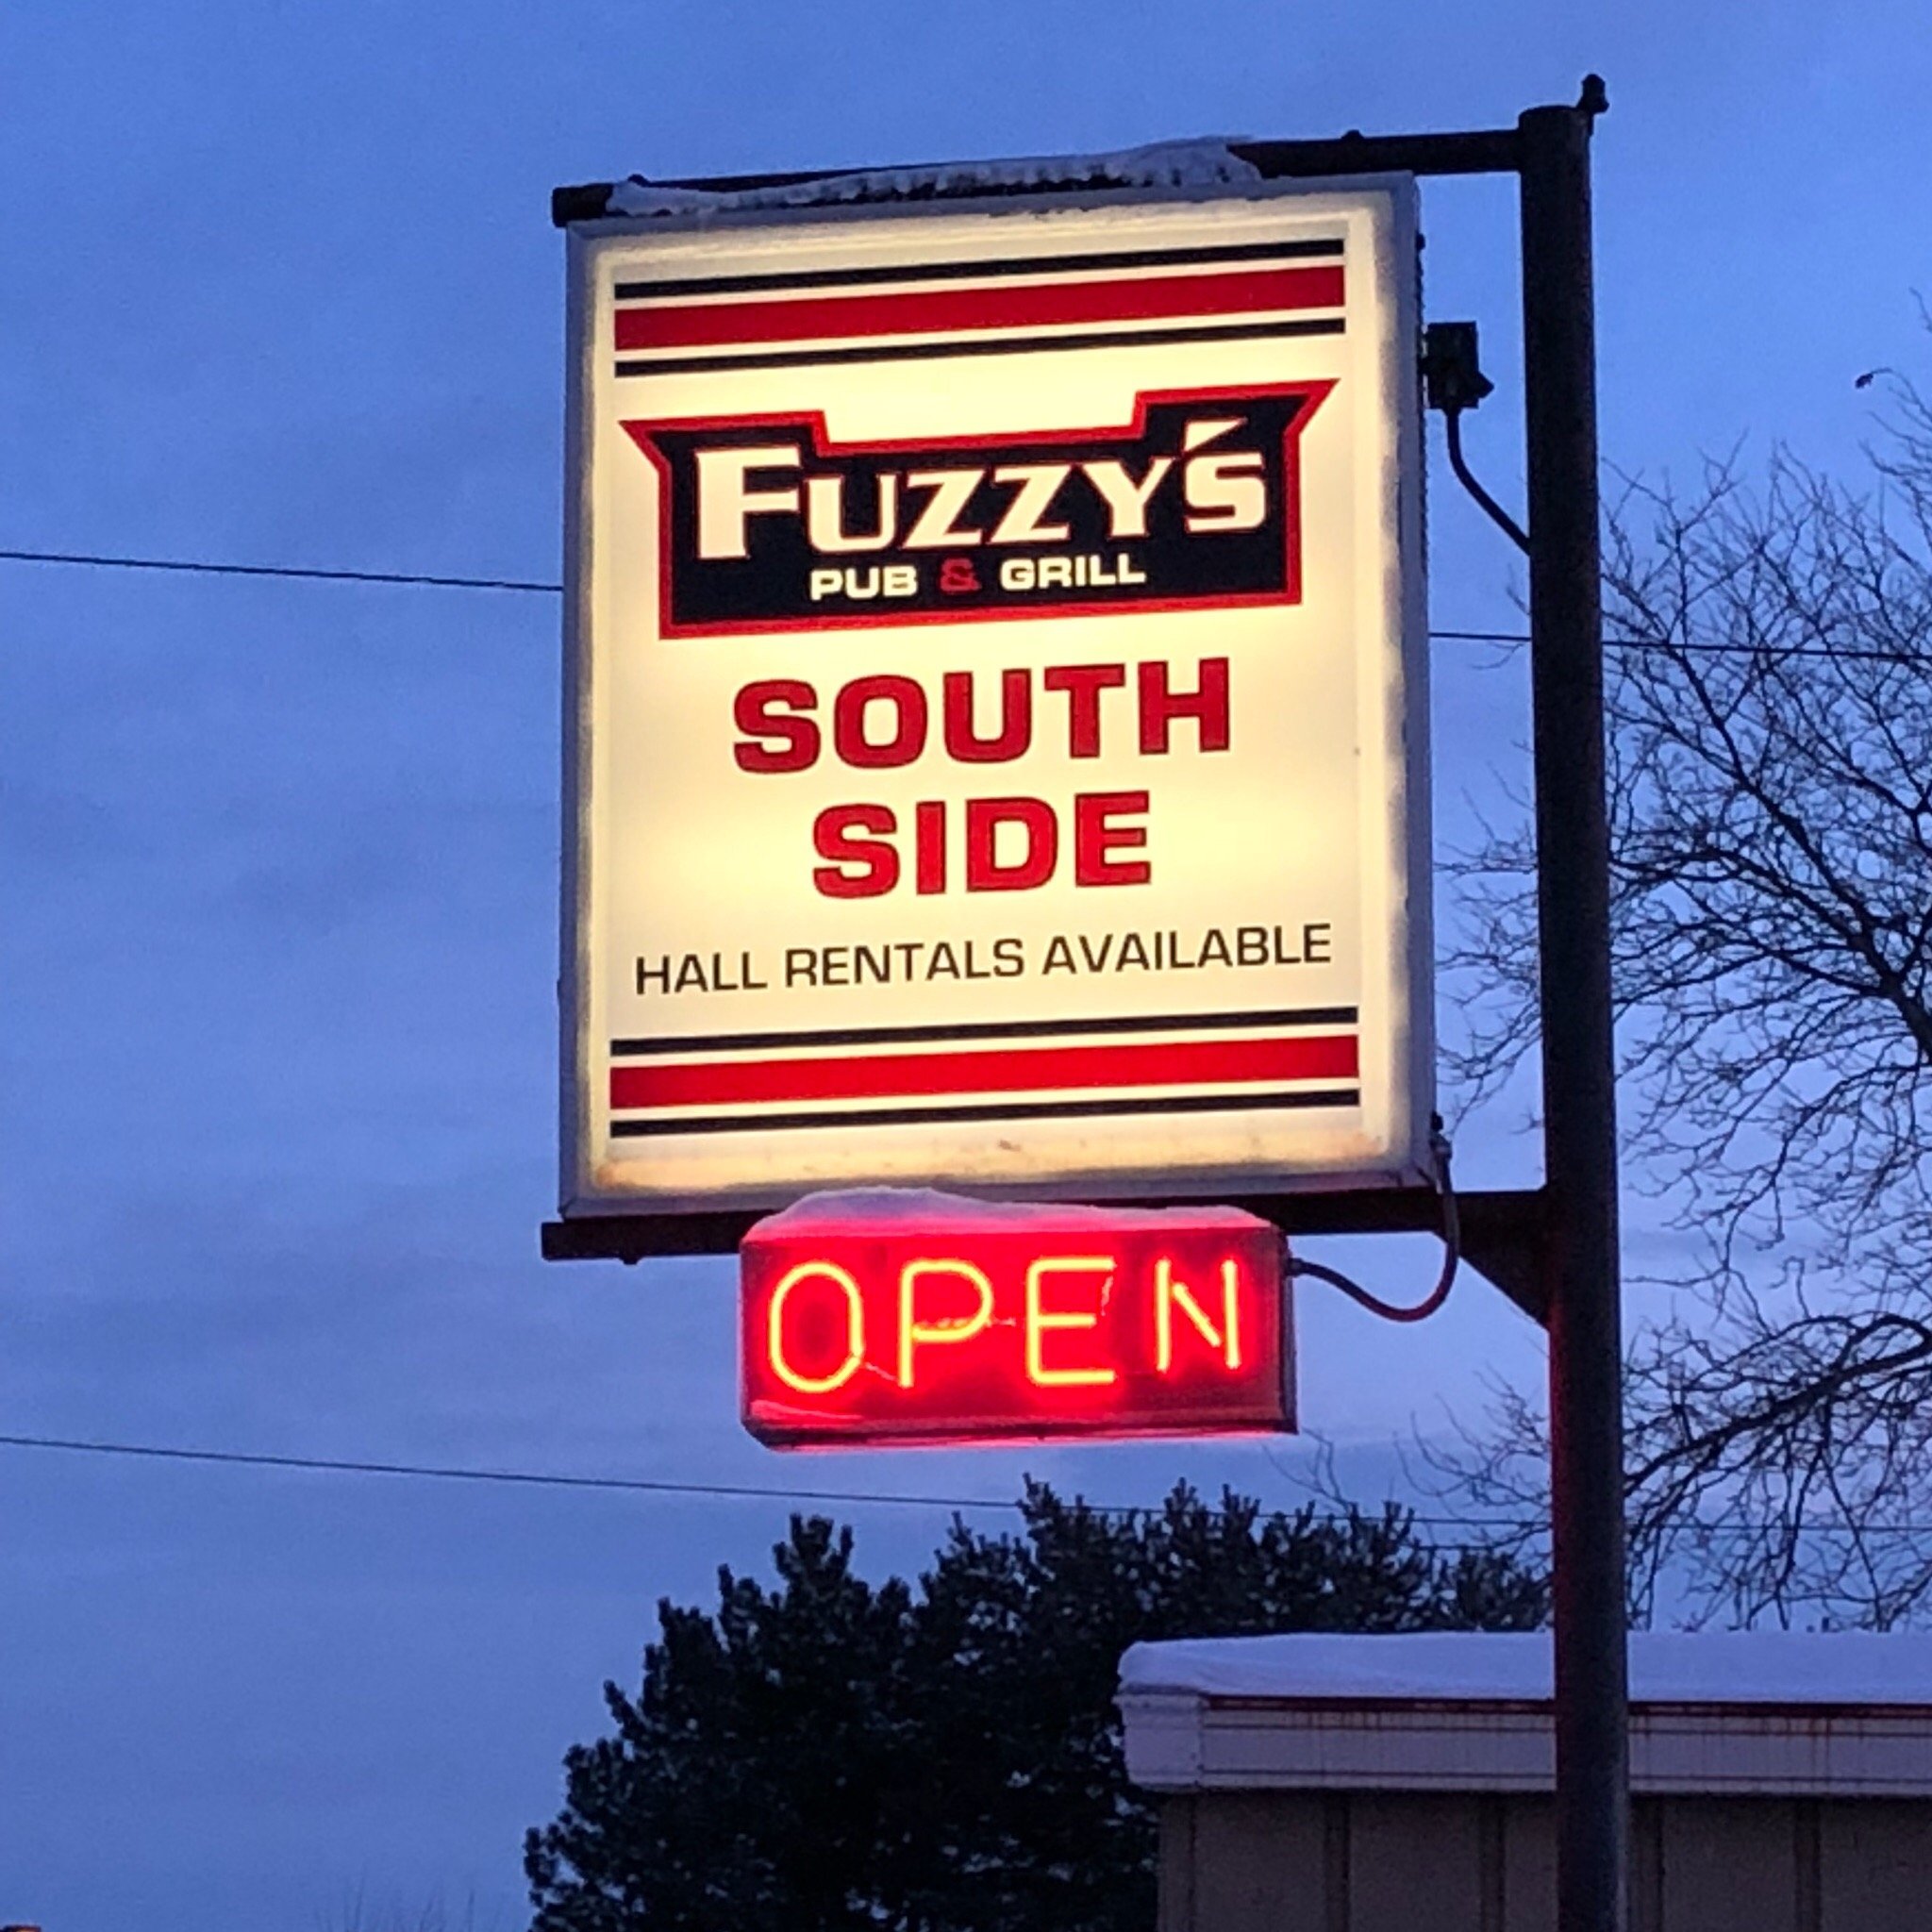 FUZZY'S
PUB & GRILL
SOUTH
SIDE
HALL RENTALS AVAILABLE
OPEN